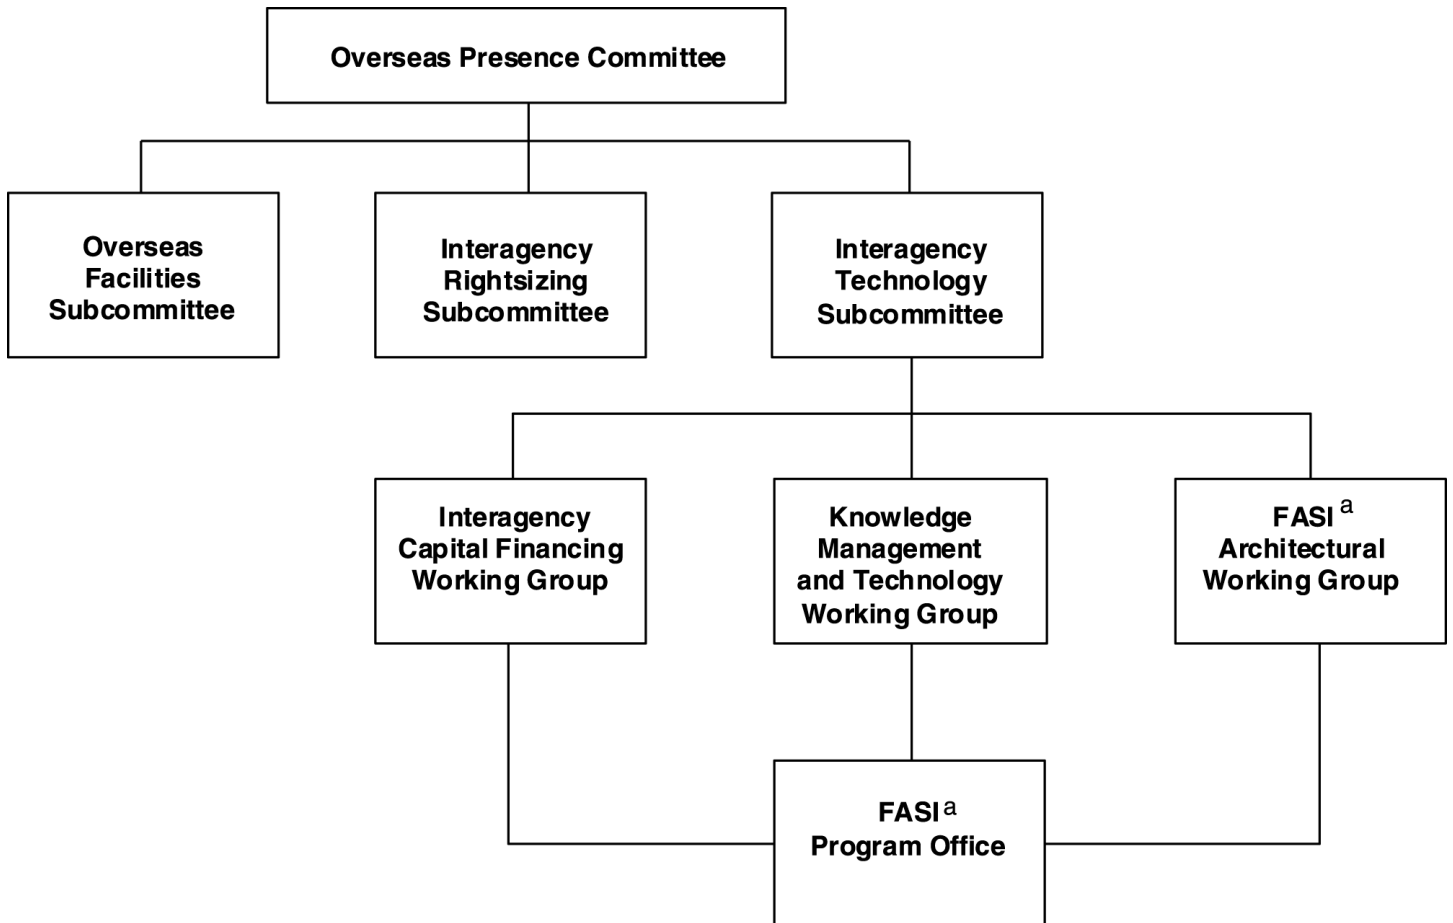 Overseas Presence Committee
Overseas
Facilities
Subcommittee
Interagency
Rightsizing
Subcommittee
Interagency
Technology
Subcommittee
Interagency
Capital Financing
Working Group
Knowledge
Management
and Technology
Working Group
FASI a
Architectural
Working Group
FASI a
Program Office